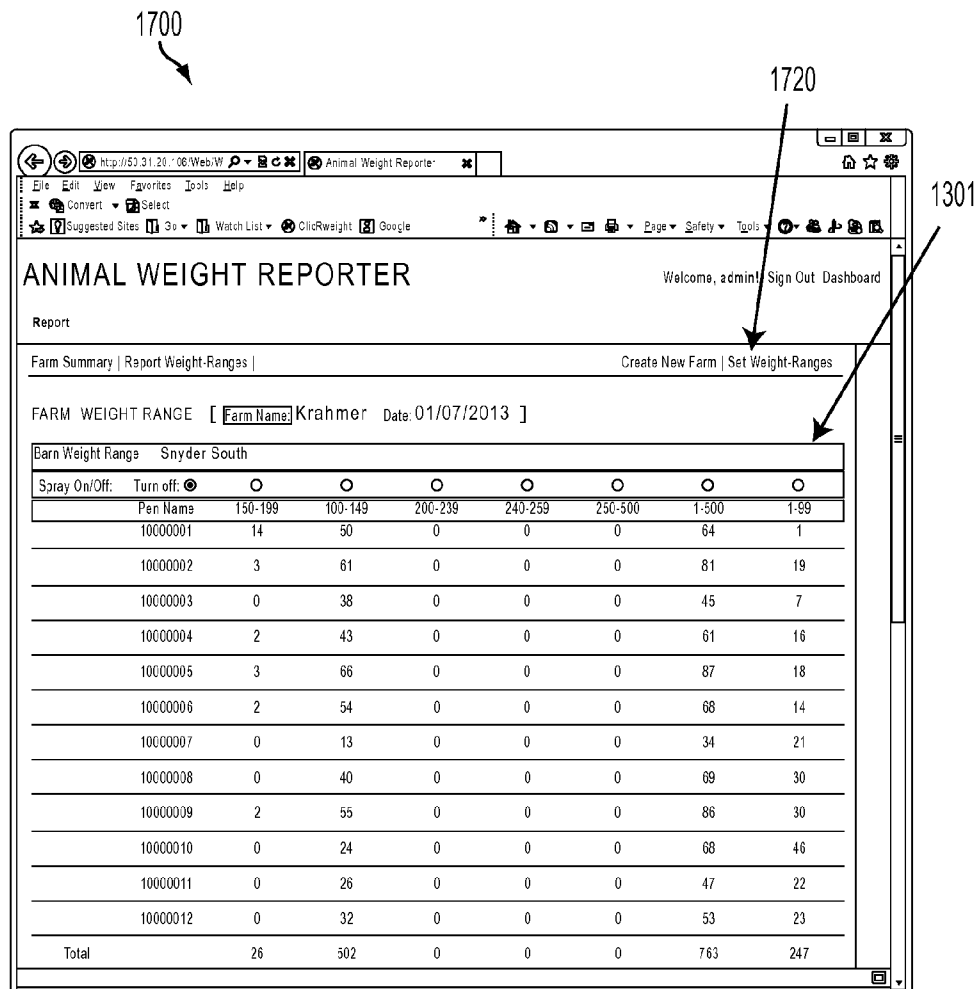 1700
1720
1301
http://50.31.20.106/Web/W
Animal Weight Reporter
File Edit View Favorites Tools Help
Convert Select
Suggested Sites Go Watch List ClicRweight Google Page Safety Tools
ANIMAL WEIGHT REPORTER
Welcome, admin! Sign Out Dashboard
Report
Farm Summary | Report Weight-Ranges | Create New Farm | Set Weight-Ranges
FARM WEIGHT RANGE [ Farm Name: Krahmer Date: 01/07/2013 ]
Barn Weight Range Snyder South
Spray On/Off: Turn off:
Pen Name 150-199 100-149 200-239 240-259 250-500 1-500 1-99
10000001 14 50 0 0 0 64 1
10000002 3 61 0 0 0 81 19
10000003 0 38 0 0 0 45 7
10000004 2 43 0 0 0 61 16
10000005 3 66 0 0 0 87 18
10000006 2 54 0 0 0 68 14
10000007 0 13 0 0 0 34 21
10000008 0 40 0 0 0 69 30
10000009 2 55 0 0 0 86 30
10000010 0 24 0 0 0 68 46
10000011 0 26 0 0 0 47 22
10000012 0 32 0 0 0 53 23
Total 26 502 0 0 0 763 247